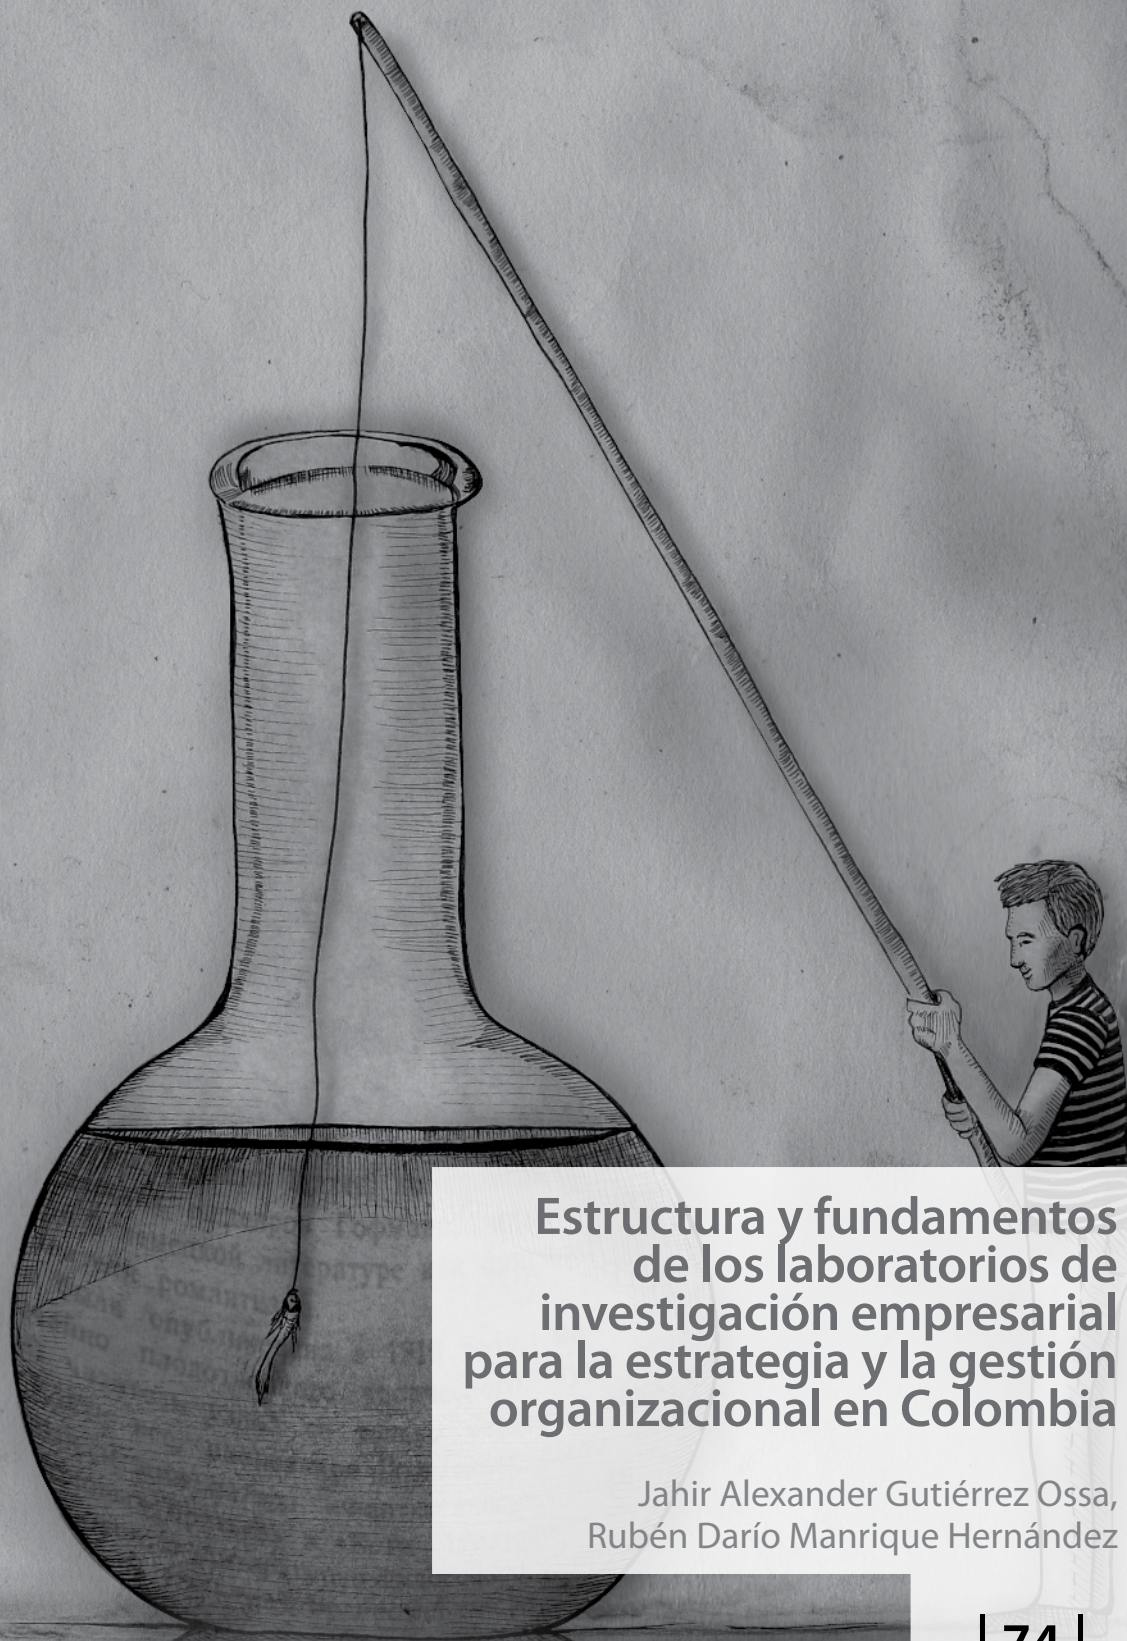 Estructura y fundamentos
de los laboratorios de
investigación empresarial
para la estrategia y la gestión
organizacional en Colombia
Jahir Alexander Gutiérrez Ossa,
Rubén Darío Manrique Hernández
74